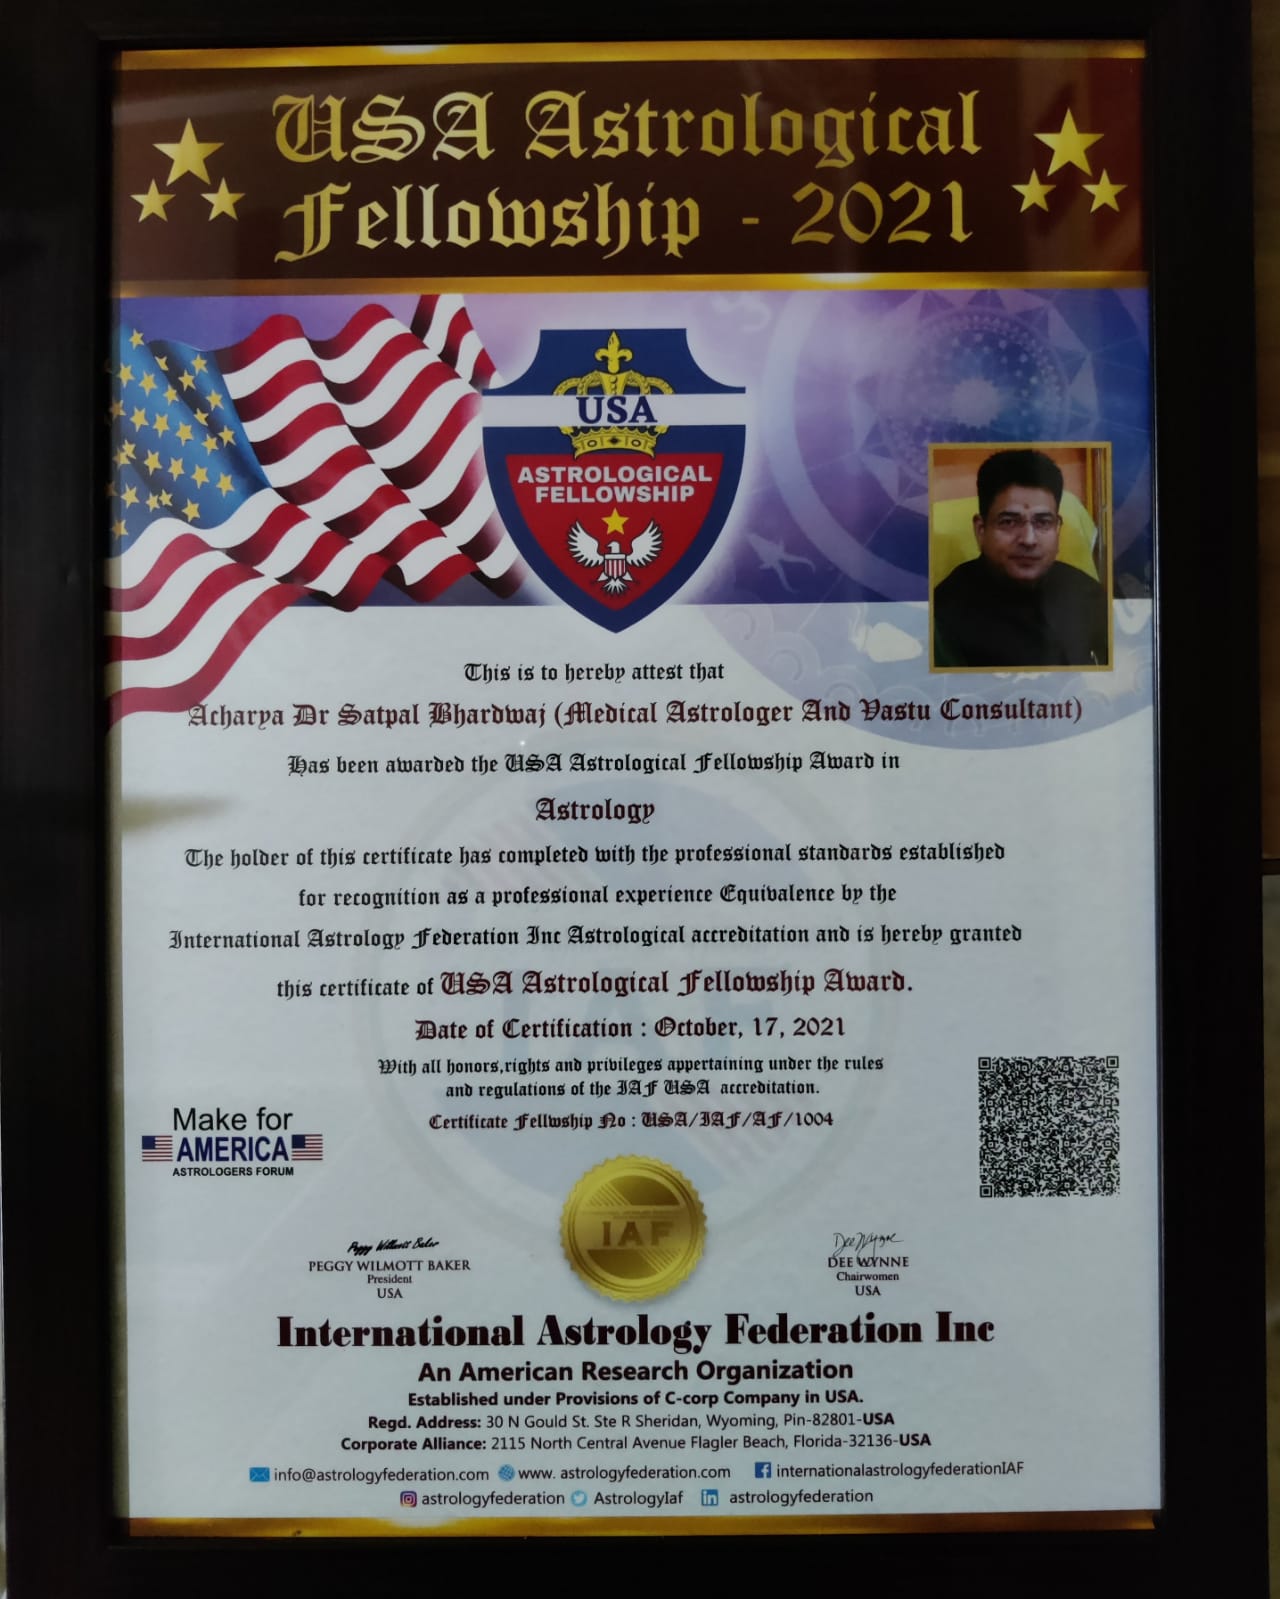 USA Astrological
Fellowship - 2021
USA
ASTROLOGICAL
FELLOWSHIP
This is to hereby attest that
Acharya Dr Satpal Bhardwaj (Medical Astrologer And Vastu Consultant)
Has been awarded the USA Astrological Fellowship Award in
Astrology
The holder of this certificate has completed with the professional standards established
for recognition as a professional experience Equivalence by the
International Astrology Federation Inc Astrological accreditation and is hereby granted
this certificate of USA Astrological Fellowship Award.
Date of Certification : October, 17, 2021
With all honors,rights and privileges appertaining under the rules
and regulations of the IAF USA accreditation.
Certificate Fellwship No : USA/IAF/AF/1004
Make for
AMERICA
ASTROLOGERS FORUM
IAF
Peggy Wilmott Baker
PEGGY WILMOTT BAKER
President
USA
Dee Wynne
DEE WYNNE
Chairwomen
USA
International Astrology Federation Inc
An American Research Organization
Established under Provisions of C-corp Company in USA.
Regd. Address: 30 N Gould St. Ste R Sheridan, Wyoming, Pin-82801-USA
Corporate Alliance: 2115 North Central Avenue Flagler Beach, Florida-32136-USA
info@astrologyfederation.com www. astrologyfederation.com internationalastrologyfederationIAF
astrologyfederation AstrologyIaf astrologyfederation